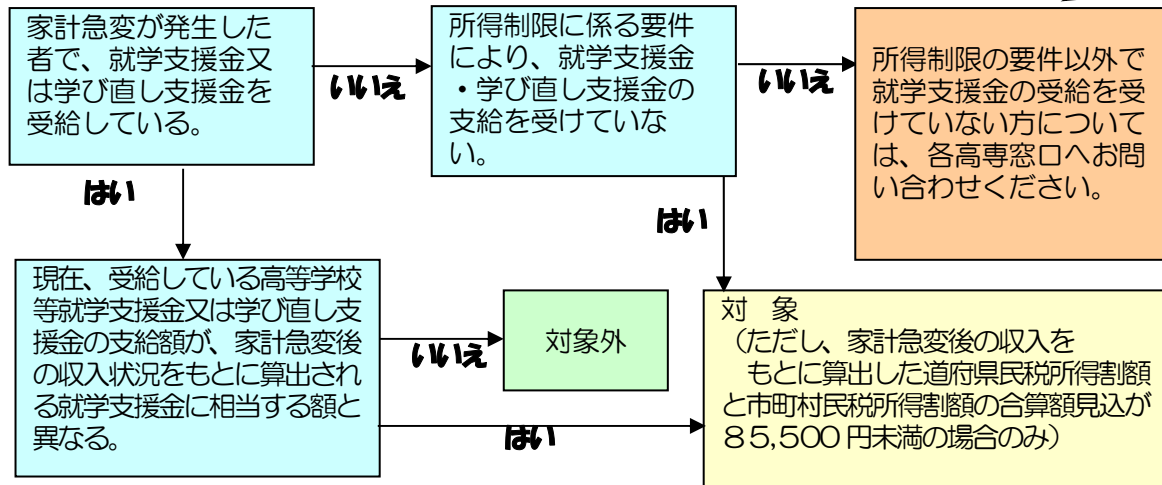 家計急変が発生した
者で、就学支援金又
は学び直し支援金を
受給している。
いいえ
所得制限に係る要件
により、就学支援金
・学び直し支援金の
支給を受けていな
い。
いいえ
所得制限の要件以外で
就学支援金の受給を受
けていない方について
は、各高専窓口へお問
い合わせください。
はい
はい
現在、受給している高等学校
等就学支援金又は学び直し支
援金の支給額が、家計急変後
の収入状況をもとに算出され
る就学支援金に相当する額と
異なる。
いいえ
対象外
はい
対 象
（ただし、家計急変後の収入を
もとに算出した道府県民税所得割額
と市町村民税所得割額の合算額見込が
８５,５００円未満の場合のみ）